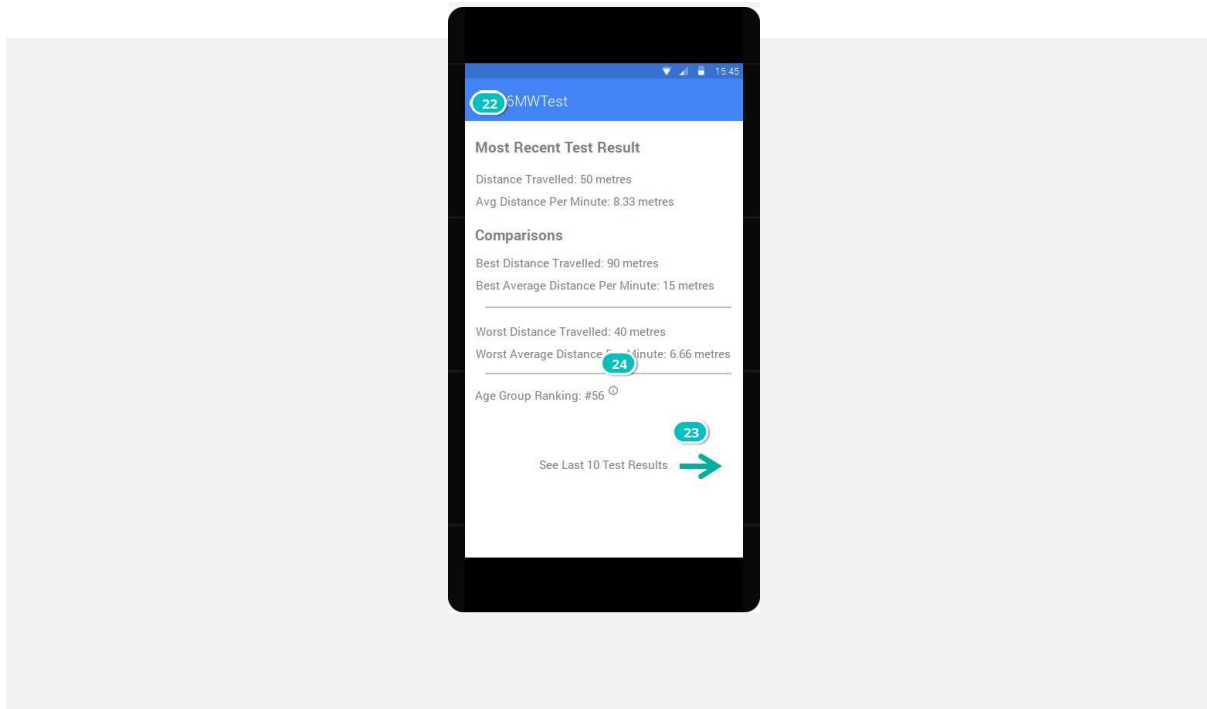 15:45
22 6MWTest
Most Recent Test Result
Distance Travelled: 50 metres
Avg Distance Per Minute: 8.33 metres
Comparisons
Best Distance Travelled: 90 metres
Best Average Distance Per Minute: 15 metres
Worst Distance Travelled: 40 metres
Worst Average Distance Minute: 6.66 metres
24
Age Group Ranking: #56
23
See Last 10 Test Results